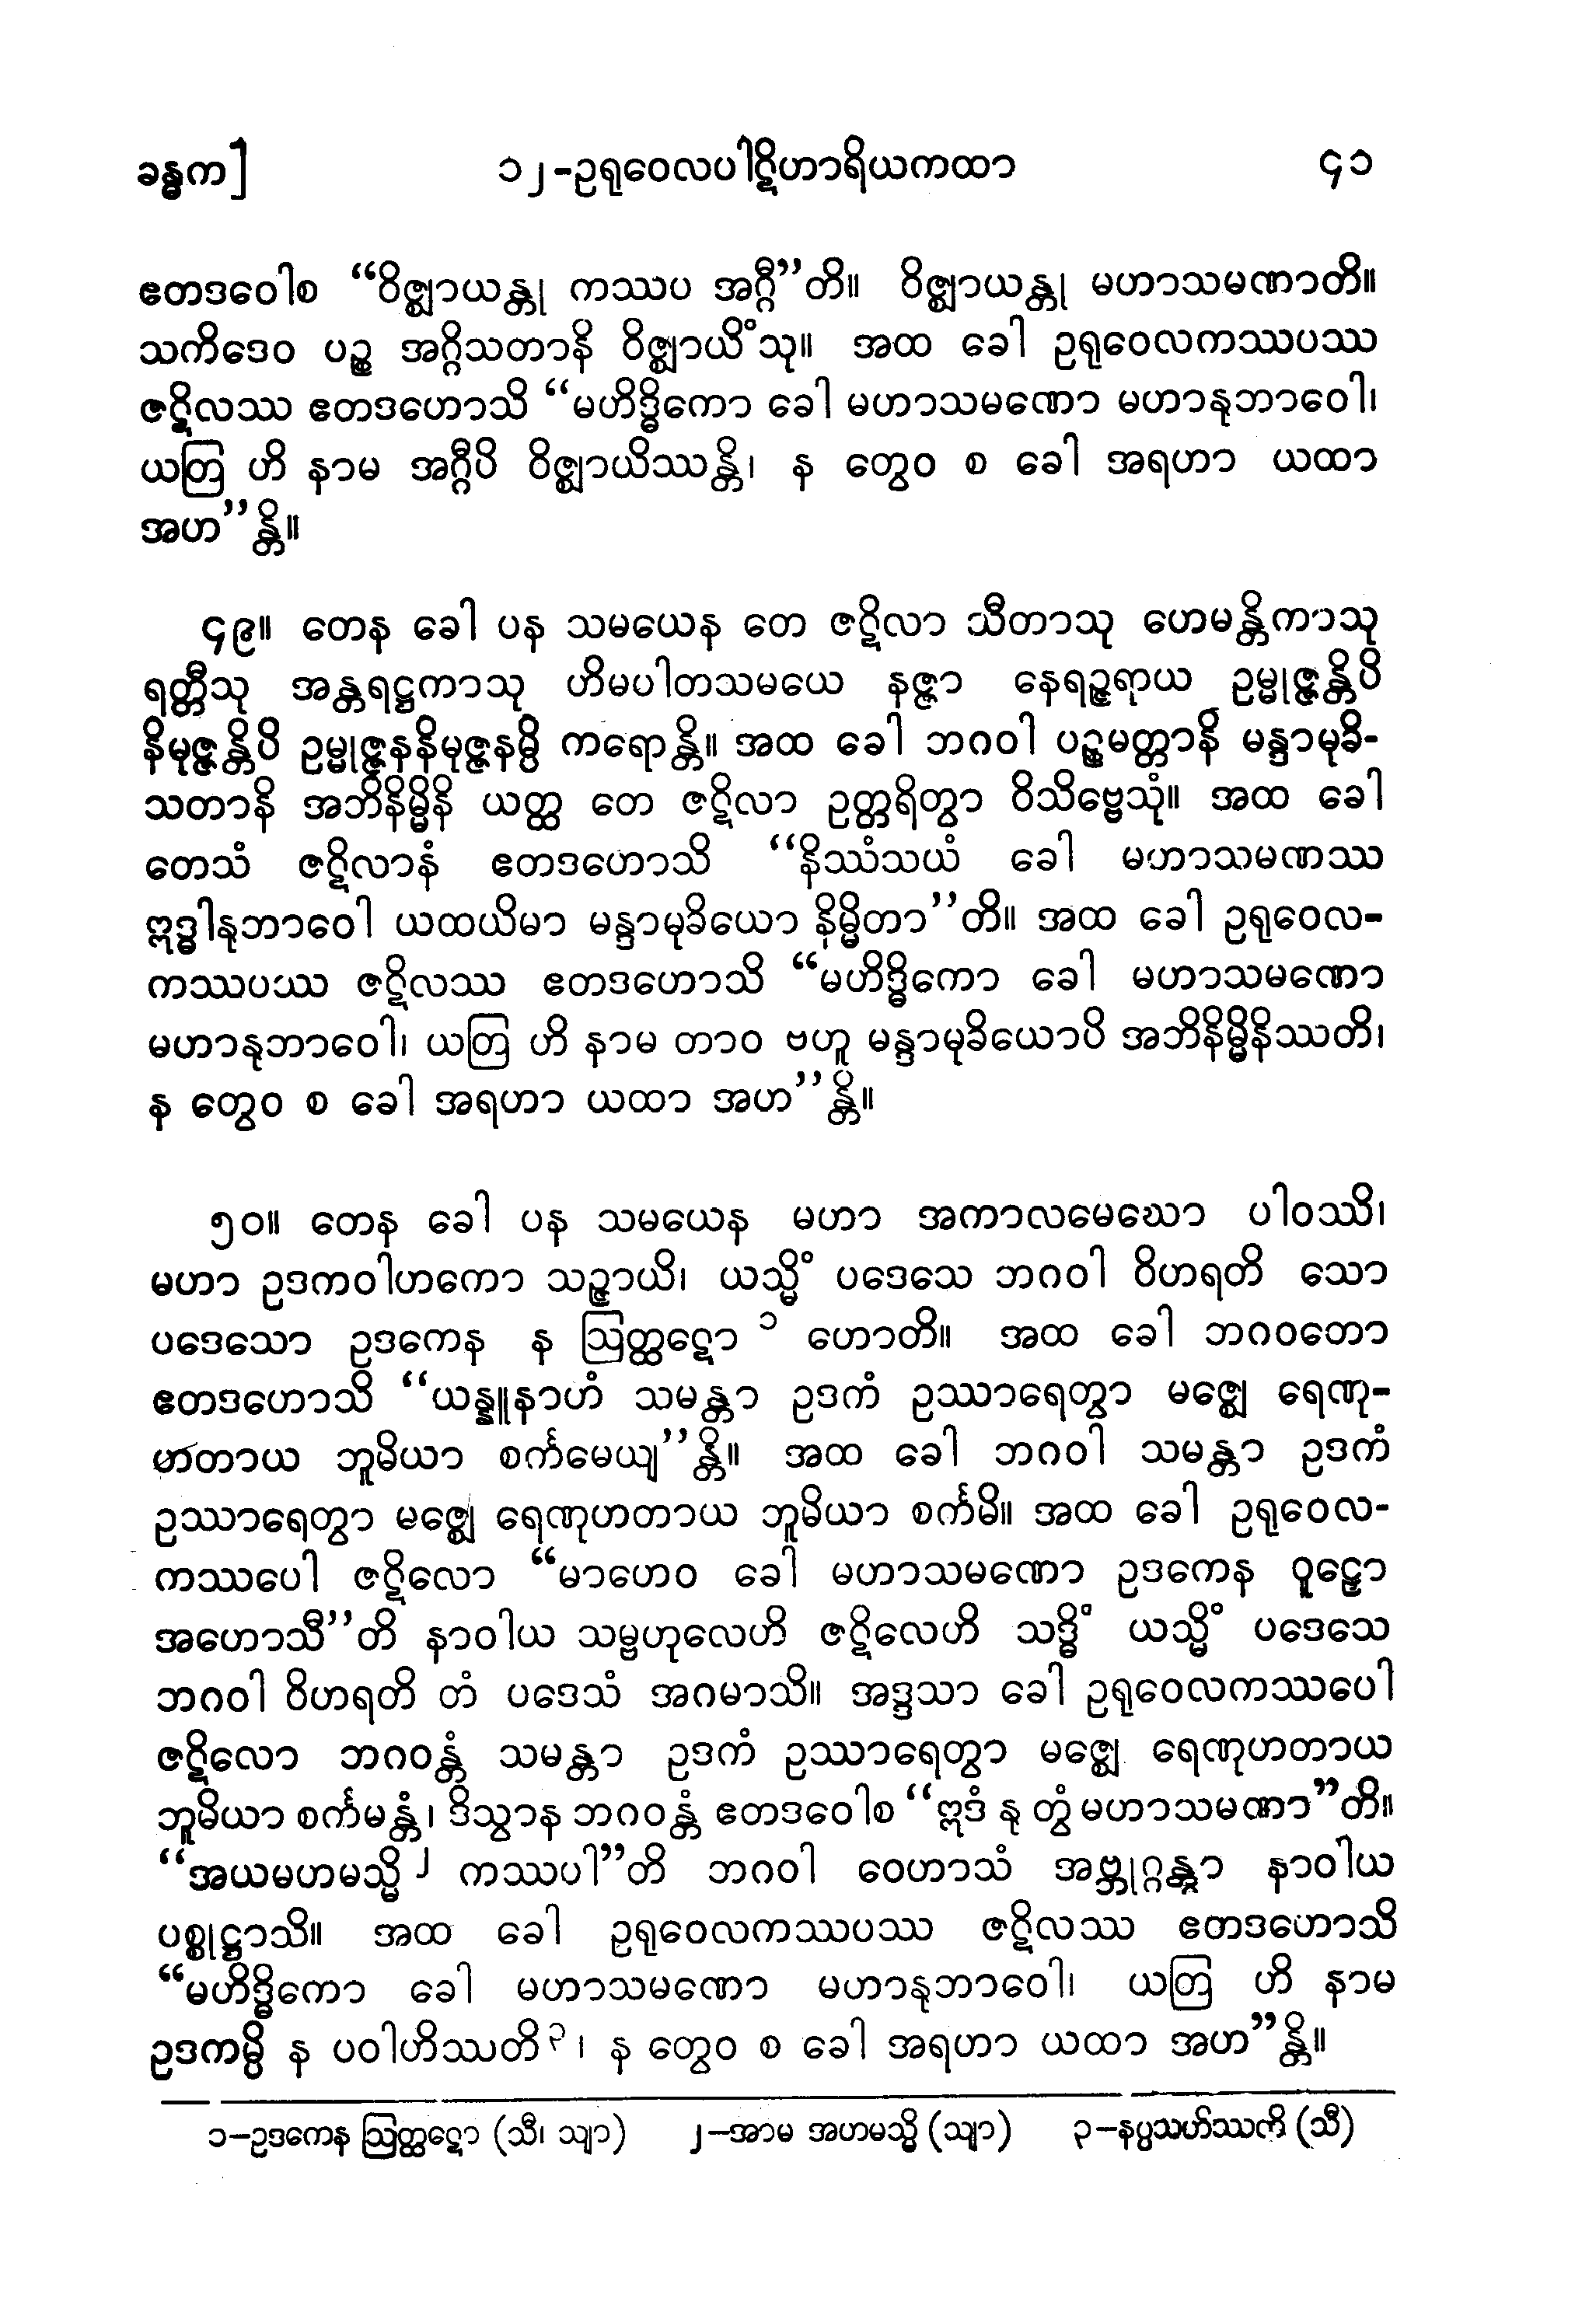 ခန္ဓက] ၁၂-ဥရုဝေလပါဋိဟာရိယကထာ ၄၁
ဧတဒဝေါစ “ဝိဇ္ဈာယန္တု ကဿပ အဂ္ဂီ”တိ။ ဝိဇ္ဈာယန္တု မဟာသမဏာတိ။
သကိဒေဝ ပဉ္စ အဂ္ဂိသတာနိ ဝိဇ္ဈာယိံသု။ အထ ခေါ ဥရုဝေလကဿပဿ
ဇဋိလဿ ဧတဒဟောသိ “မဟိဒ္ဓိကော ခေါ မဟာသမဏော မဟာနုဘာဝေါ၊
ယတြ ဟိ နာမ အဂ္ဂီပိ ဝိဇ္ဈာယိဿန္တိ၊ န တွေဝ စ ခေါ အရဟာ ယထာ
အဟ”န္တိ။
၄၉။ တေန ခေါ ပန သမယေန တေ ဇဋိလာ သီတာသု ဟေမန္တိကာသု
ရတ္တီသု အန္တရဋ္ဌကာသု ဟိမပါတသမယေ နဇ္ဇာ နေရဉ္ဇရာယ ဥမ္မုဇ္ဇန္တိပိ
နိမုဇ္ဇန္တိပိ ဥမ္မုဇ္ဇနနိမုဇ္ဇနမ္ပိ ကရောန္တိ။ အထ ခေါ ဘဂဝါ ပဉ္စမတ္တာနိ မန္ဒာမုခိ-
သတာနိ အဘိနိမ္မိနိ ယတ္ထ တေ ဇဋိလာ ဥတ္တရိတွာ ဝိသိဗ္ဗေသုံ။ အထ ခေါ
တေသံ ဇဋိလာနံ ဧတဒဟောသိ “နိဿံသယံ ခေါ မဟာသမဏဿ
ဣဒ္ဓါနုဘာဝေါ ယထယိမာ မန္ဒာမုခိယော နိမ္မိတာ”တိ။ အထ ခေါ ဥရုဝေလ-
ကဿပဿ ဇဋိလဿ ဧတဒဟောသိ “မဟိဒ္ဓိကော ခေါ မဟာသမဏော
မဟာနုဘာဝေါ၊ ယတြ ဟိ နာမ တာဝ ဗဟူ မန္ဒာမုခိယောပိ အဘိနိမ္မိနိဿတိ၊
န တွေဝ စ ခေါ အရဟာ ယထာ အဟ”န္တိ။
၅၀။ တေန ခေါ ပန သမယေန မဟာ အကာလမေဃော ပါဝဿိ၊
မဟာ ဥဒကဝါဟကော သဉ္ဇာယိ၊ ယသ္မိံ ပဒေသေ ဘဂဝါ ဝိဟရတိ သော
ပဒေသော ဥဒကေန န ဩတ္ထဋော ၁ ဟောတိ။ အထ ခေါ ဘဂဝတော
ဧတဒဟောသိ “ယန္နူနာဟံ သမန္တာ ဥဒကံ ဥဿာရေတွာ မဇ္ဈေ ရေဏု-
ဟတာယ ဘူမိယာ စင်္ကမေယျ”န္တိ။ အထ ခေါ ဘဂဝါ သမန္တာ ဥဒကံ
ဥဿာရေတွာ မဇ္ဈေ ရေဏုဟတာယ ဘူမိယာ စင်္ကမိ။ အထ ခေါ ဥရုဝေလ-
ကဿပေါ ဇဋိလော “မာဟေဝ ခေါ မဟာသမဏော ဥဒကေန ဝူဠှော
အဟောသီ”တိ နာဝါယ သမ္ဗဟုလေဟိ ဇဋိလေဟိ သဒ္ဓိံ ယသ္မိံ ပဒေသေ
ဘဂဝါ ဝိဟရတိ တံ ပဒေသံ အဂမာသိ။ အဒ္ဒသာ ခေါ ဥရုဝေလကဿပေါ
ဇဋိလော ဘဂဝန္တံ သမန္တာ ဥဒကံ ဥဿာရေတွာ မဇ္ဈေ ရေဏုဟတာယ
ဘူမိယာ စင်္ကမန္တံ၊ ဒိသွာန ဘဂဝန္တံ ဧတဒဝေါစ “ဣဒံ နု တွံ မဟာသမဏာ”တိ။
“အယမဟမသ္မိ ၂ ကဿပါ”တိ ဘဂဝါ ဝေဟာသံ အဗ္ဘုဂ္ဂန္တွာ နာဝါယ
ပစ္စုဋ္ဌာသိ။ အထ ခေါ ဥရုဝေလကဿပဿ ဇဋိလဿ ဧတဒဟောသိ
“မဟိဒ္ဓိကော ခေါ မဟာသမဏော မဟာနုဘာဝေါ၊ ယတြ ဟိ နာမ
ဥဒကမ္ပိ န ပဝါဟိဿတိ ၃၊ န တွေဝ စ ခေါ အရဟာ ယထာ အဟ”န္တိ။
၁-ဥဒကေန ဩတ္ထဋော (သီ၊ သျာ) ၂-အာမ အဟမသ္မိ (သျာ) ၃-နပ္ပသဟိဿတိ (သီ)